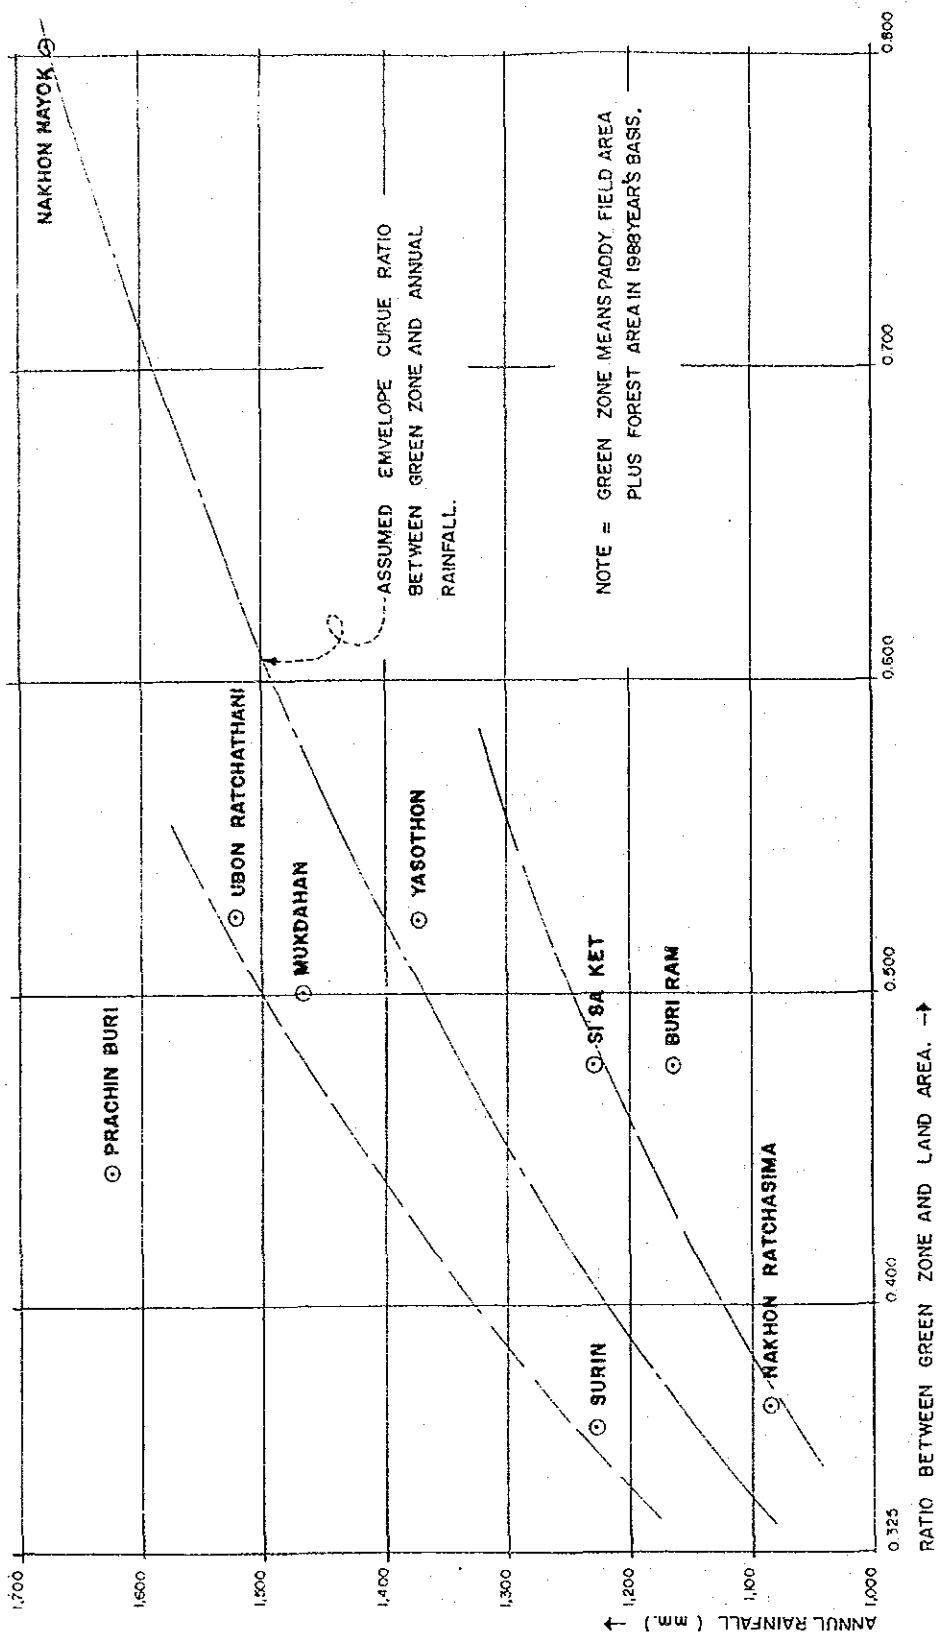 ANNUL RAINFALL ( mm. ) →
1,700
1,600
1,500
1,400
1,300
1,200
1,100
1,000
NAKHON NAYOK
PRACHIN BURI
UBON RATCHATHANI
MUKDAHAN
YASOTHON
SI SA KET
BURI RAM
SURIN
NAKHON RATCHASIMA
ASSUMED EMVELOPE CURUE RATIO
BETWEEN GREEN ZONE AND ANNUAL
RAINFALL.
NOTE = GREEN ZONE MEANS PADDY FIELD AREA
PLUS FOREST AREA IN 1988 YEAR'S BASIS.
0.325
0.400
0.500
0.600
0.700
0.800
RATIO BETWEEN GREEN ZONE AND LAND AREA. →